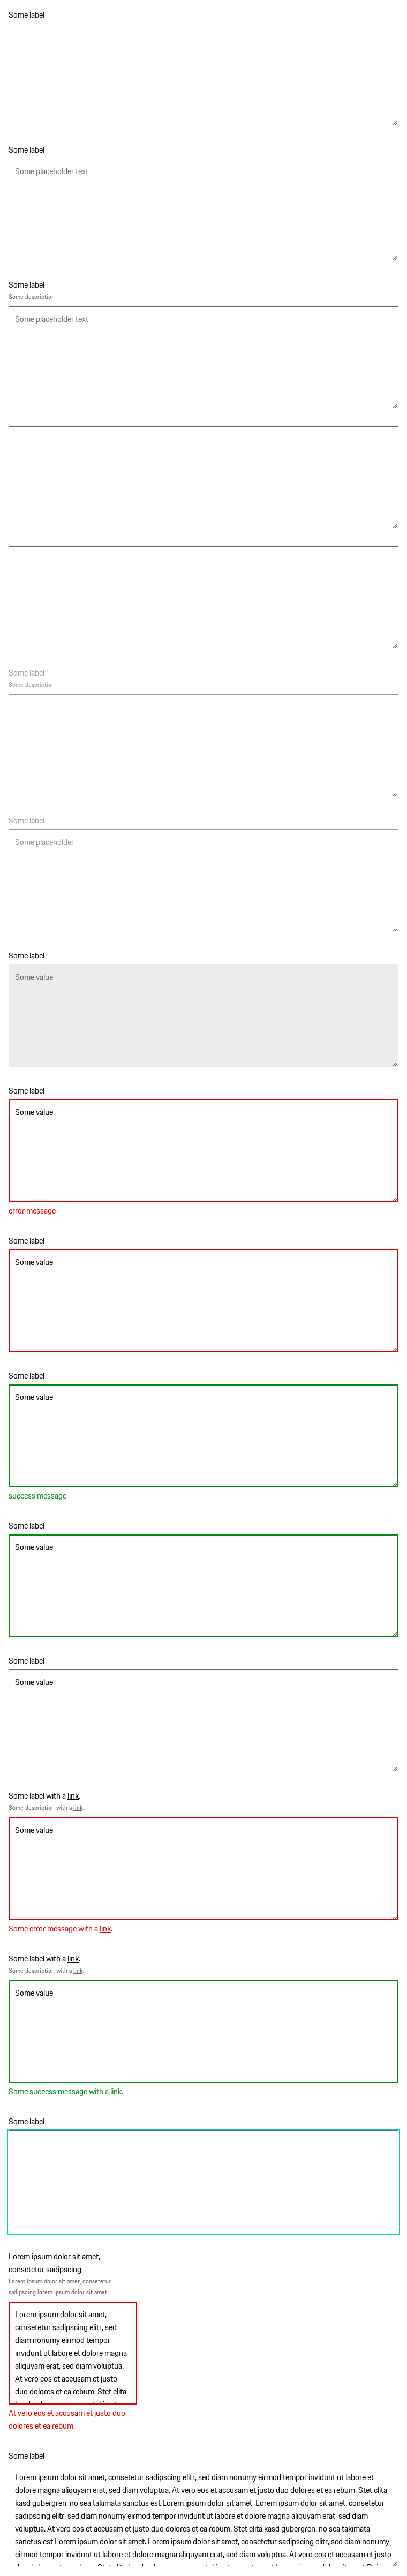 Some label
Some label
Some placeholder text
Some label
Some description
Some placeholder text
Some label
Some description
Some label
Some placeholder
Some label
Some value
Some label
Some value
error message
Some label
Some value
Some label
Some value
success message
Some label
Some value
Some label
Some value
Some label with a link.
Some description with a link.
Some value
Some error message with a link.
Some label with a link.
Some description with a link.
Some value
Some success message with a link.
Some label
Lorem ipsum dolor sit amet,
consetetur sadipscing
Lorem ipsum dolor sit amet, consetetur
sadipscing lorem ipsum dolor sit amet
Lorem ipsum dolor sit amet,
consetetur sadipscing elitr, sed
diam nonumy eirmod tempor
invidunt ut labore et dolore magna
aliquyam erat, sed diam voluptua.
At vero eos et accusam et justo
duo dolores et ea rebum. Stet clita
At vero eos et accusam et justo duo
dolores et ea rebum.
Some label
Lorem ipsum dolor sit amet, consetetur sadipscing elitr, sed diam nonumy eirmod tempor invidunt ut labore et
dolore magna aliquyam erat, sed diam voluptua. At vero eos et accusam et justo duo dolores et ea rebum. Stet clita
kasd gubergren, no sea takimata sanctus est Lorem ipsum dolor sit amet. Lorem ipsum dolor sit amet, consetetur
sadipscing elitr, sed diam nonumy eirmod tempor invidunt ut labore et dolore magna aliquyam erat, sed diam
voluptua. At vero eos et accusam et justo duo dolores et ea rebum. Stet clita kasd gubergren, no sea takimata
sanctus est Lorem ipsum dolor sit amet. Lorem ipsum dolor sit amet, consetetur sadipscing elitr, sed diam nonumy
eirmod tempor invidunt ut labore et dolore magna aliquyam erat, sed diam voluptua. At vero eos et accusam et justo